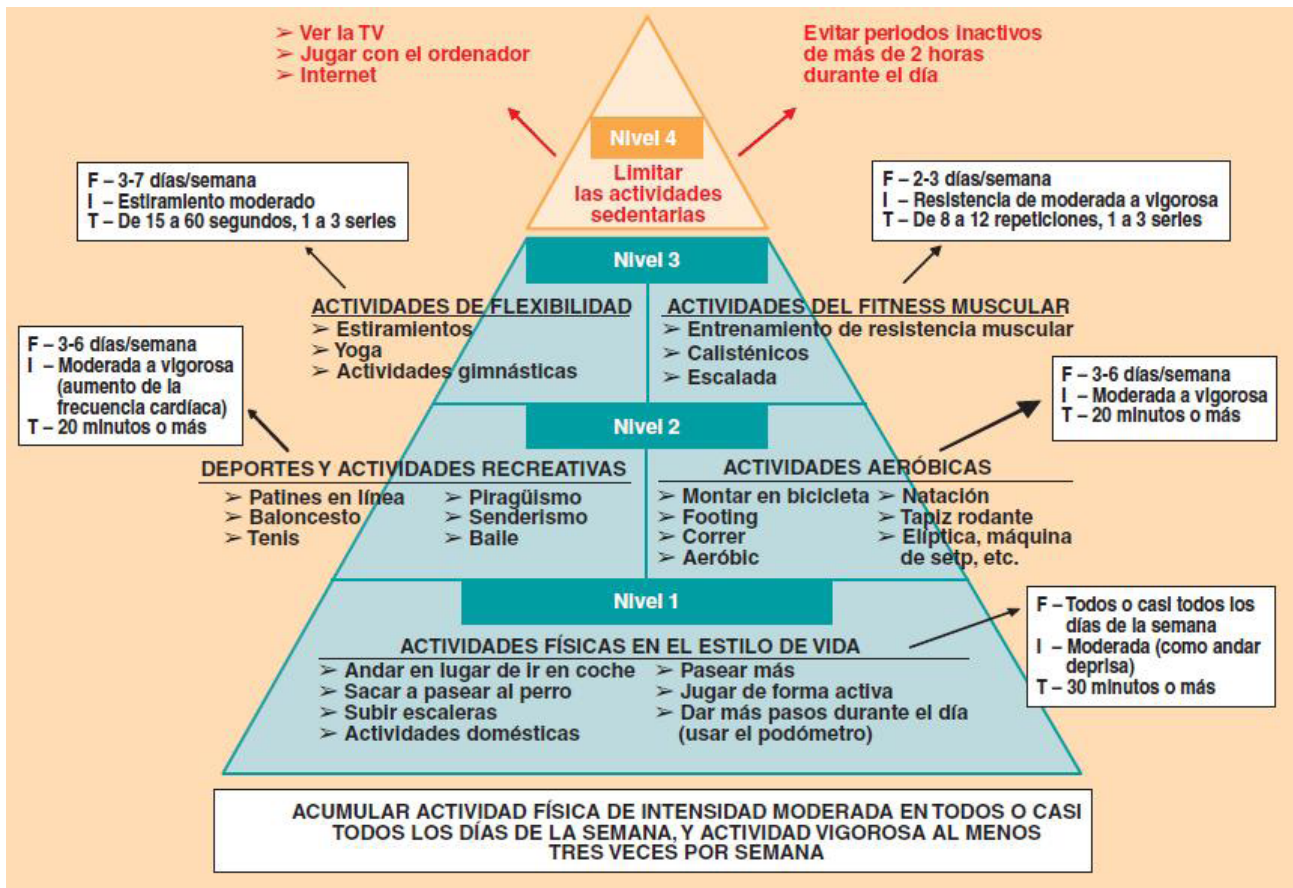 ➢ Ver la TV
➢ Jugar con el ordenador
➢ Internet
Evitar periodos inactivos
de más de 2 horas
durante el día
Nivel 4
Limitar
las actividades
sedentarias
F – 3-7 días/semana
I – Estiramiento moderado
T – De 15 a 60 segundos, 1 a 3 series
F – 2-3 días/semana
I – Resistencia de moderada a vigorosa
T – De 8 a 12 repeticiones, 1 a 3 series
Nivel 3
ACTIVIDADES DE FLEXIBILIDAD
➢ Estiramientos
➢ Yoga
➢ Actividades gimnásticas
ACTIVIDADES DEL FITNESS MUSCULAR
➢ Entrenamiento de resistencia muscular
➢ Calisténicos
➢ Escalada
F – 3-6 días/semana
I – Moderada a vigorosa
(aumento de la
frecuencia cardíaca)
T – 20 minutos o más
F – 3-6 días/semana
I – Moderada a vigorosa
T – 20 minutos o más
Nivel 2
DEPORTES Y ACTIVIDADES RECREATIVAS
➢ Patines en línea
➢ Baloncesto
➢ Tenis
➢ Piragüismo
➢ Senderismo
➢ Baile
ACTIVIDADES AERÓBICAS
➢ Montar en bicicleta
➢ Footing
➢ Correr
➢ Aeróbic
➢ Natación
➢ Tapiz rodante
➢ Elíptica, máquina
de setp, etc.
Nivel 1
ACTIVIDADES FÍSICAS EN EL ESTILO DE VIDA
➢ Andar en lugar de ir en coche
➢ Sacar a pasear al perro
➢ Subir escaleras
➢ Actividades domésticas
➢ Pasear más
➢ Jugar de forma activa
➢ Dar más pasos durante el día
(usar el podómetro)
F – Todos o casi todos los
días de la semana
I – Moderada (como andar
deprisa)
T – 30 minutos o más
ACUMULAR ACTIVIDAD FÍSICA DE INTENSIDAD MODERADA EN TODOS O CASI
TODOS LOS DÍAS DE LA SEMANA, Y ACTIVIDAD VIGOROSA AL MENOS
TRES VECES POR SEMANA